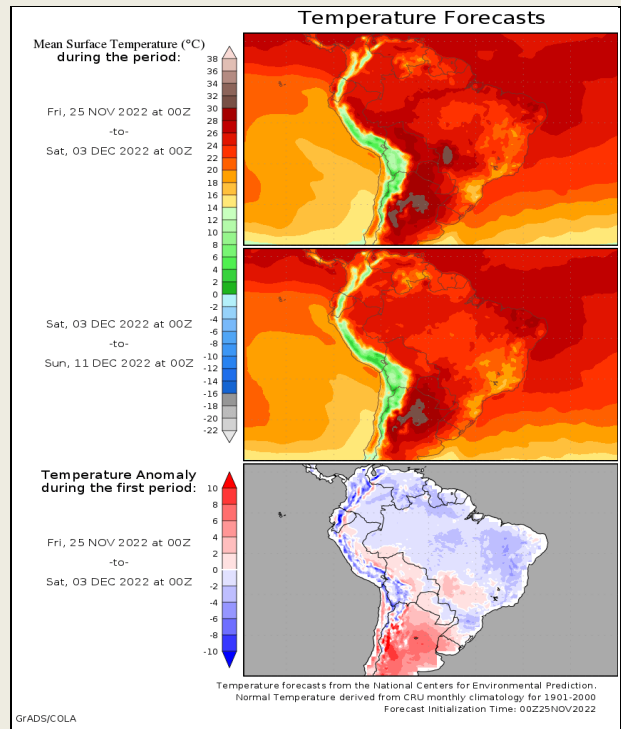 Temperature Forecasts
Mean Surface Temperature (°C)
during the period:
Fri, 25 NOV 2022 at 00Z
-to-
Sat, 03 DEC 2022 at 00Z
38
36
34
32
30
28
26
24
22
20
18
16
14
12
10
8
6
4
2
0
-2
-4
-6
-8
-10
-12
-14
-16
-18
-20
-22
Sat, 03 DEC 2022 at 00Z
-to-
Sun, 11 DEC 2022 at 00Z
Temperature Anomaly
during the first period:
Fri, 25 NOV 2022 at 00Z
-to-
Sat, 03 DEC 2022 at 00Z
10
8
6
4
2
0
-2
-4
-6
-8
-10
Temperature forecasts from the National Centers for Environmental Prediction.
Normal Temperature derived from CRU monthly climatology for 1901-2000
Forecast Initialization Time: 00Z25NOV2022
GrADS/COLA